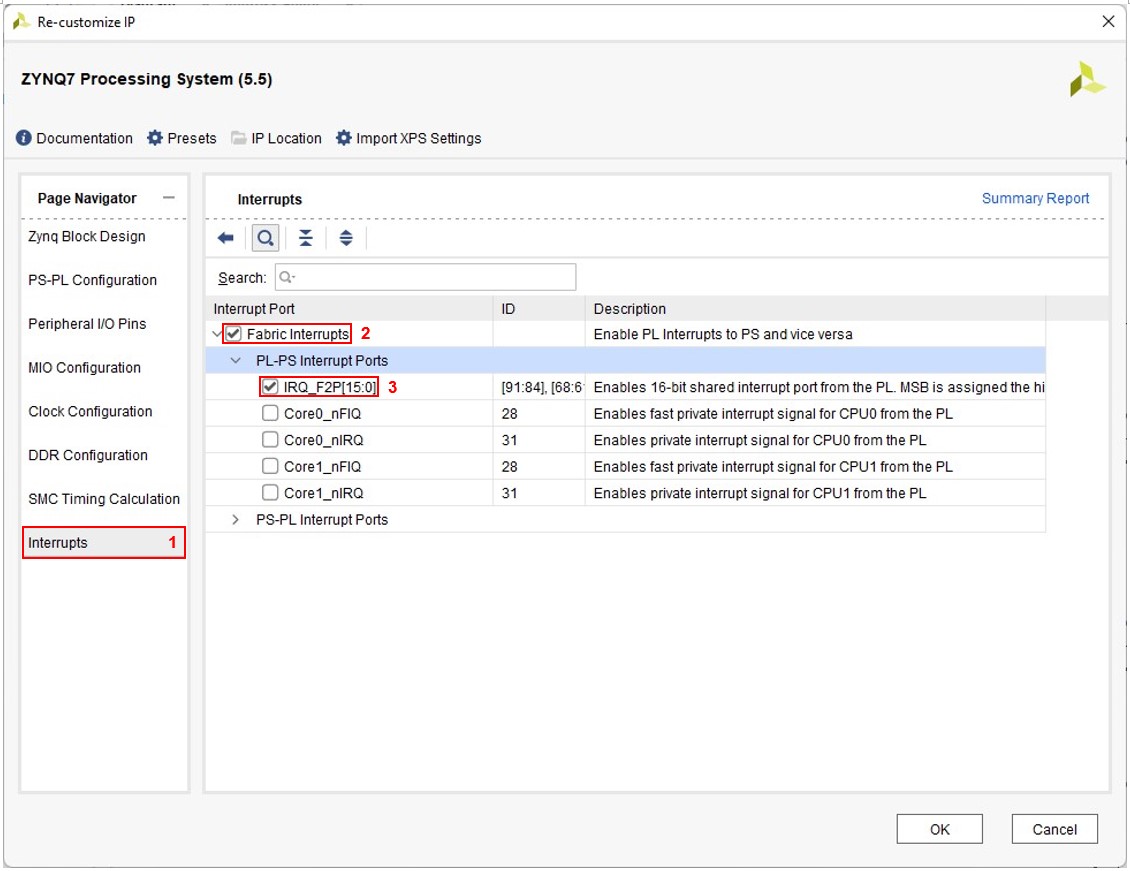 Re-customize IP
ZYNQ7 Processing System (5.5)
Documentation Presets IP Location Import XPS Settings
Page Navigator
Zynq Block Design
PS-PL Configuration
Peripheral I/O Pins
MIO Configuration
Clock Configuration
DDR Configuration
SMC Timing Calculation
Interrupts 1
Interrupts Summary Report
Search:
Interrupt Port ID Description
Fabric Interrupts 2 Enable PL Interrupts to PS and vice versa
PL-PS Interrupt Ports
IRQ_F2P[15:0] 3 [91:84], [68:6 Enables 16-bit shared interrupt port from the PL. MSB is assigned the hi
Core0_nFIQ 28 Enables fast private interrupt signal for CPU0 from the PL
Core0_nIRQ 31 Enables private interrupt signal for CPU0 from the PL
Core1_nFIQ 28 Enables fast private interrupt signal for CPU1 from the PL
Core1_nIRQ 31 Enables private interrupt signal for CPU1 from the PL
PS-PL Interrupt Ports
OK Cancel